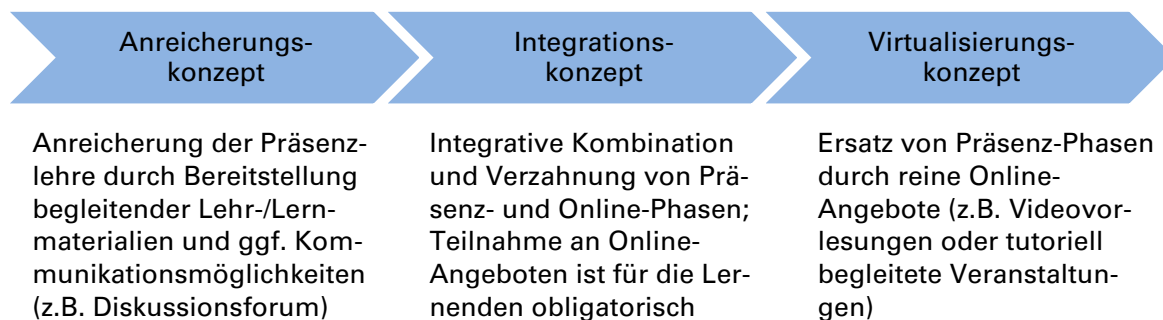 Anreicherungs-
konzept
Integrations-
konzept
Virtualisierungs-
konzept
Anreicherung der Präsenz-
lehre durch Bereitstellung
begleitender Lehr-/Lern-
materialien und ggf. Kom-
munikationsmöglichkeiten
(z.B. Diskussionsforum)
Integrative Kombination
und Verzahnung von Prä-
senz- und Online-Phasen;
Teilnahme an Online-
Angeboten ist für die Ler-
nenden obligatorisch
Ersatz von Präsenz-Phasen
durch reine Online-
Angebote (z.B. Videovor-
lesungen oder tutoriell
begleitete Veranstaltun-
gen)